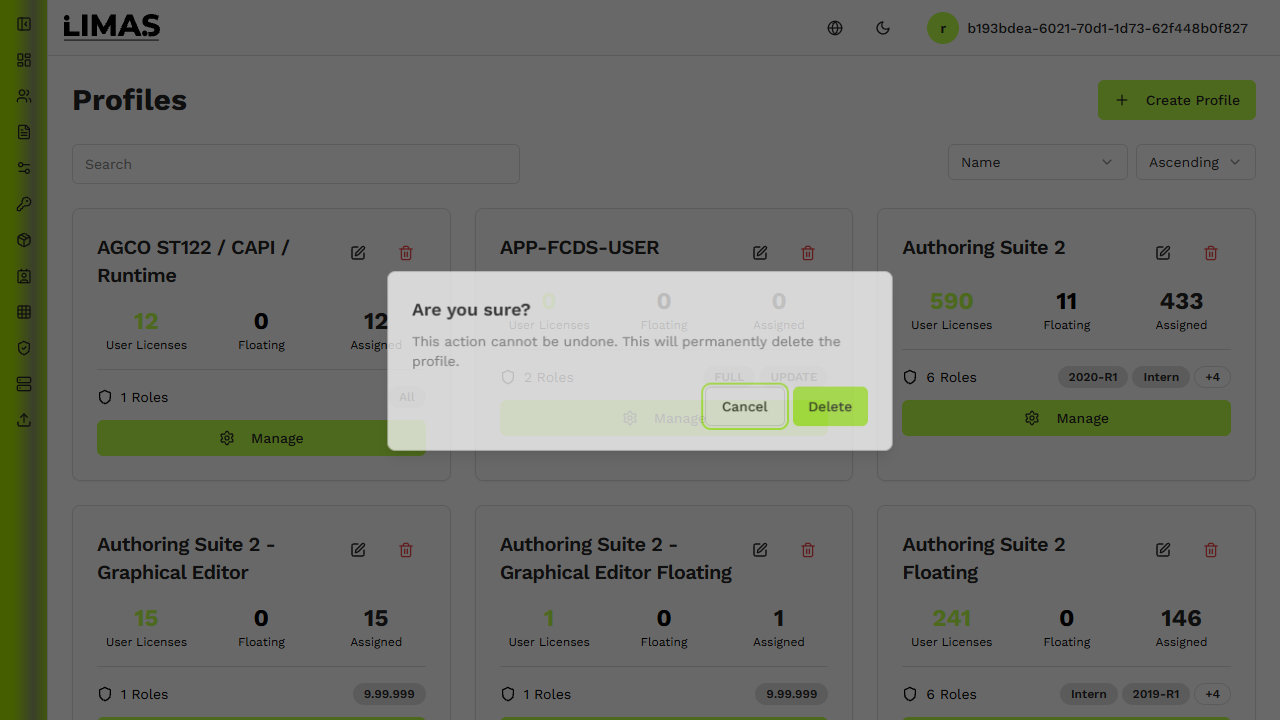 LIMAS
r
b193bdea-6021-70d1-1d73-62f448b0f827
Profiles
Create Profile
Search
Name
Ascending
AGCO ST122 / CAPI /
Runtime
12
0
12
User Licenses
Floating
Assigned
1 Roles
All
Manage
APP-FCDS-USER
0
0
0
User Licenses
Floating
Assigned
2 Roles
FULL
UPDATE
Manage
Authoring Suite 2
590
11
433
User Licenses
Floating
Assigned
6 Roles
2020-R1
Intern
+4
Manage
Are you sure?
This action cannot be undone. This will permanently delete the
profile.
Cancel
Delete
Authoring Suite 2 -
Graphical Editor
15
0
15
User Licenses
Floating
Assigned
1 Roles
9.99.999
Authoring Suite 2 -
Graphical Editor Floating
1
0
1
User Licenses
Floating
Assigned
1 Roles
9.99.999
Authoring Suite 2
Floating
241
0
146
User Licenses
Floating
Assigned
6 Roles
Intern
2019-R1
+4